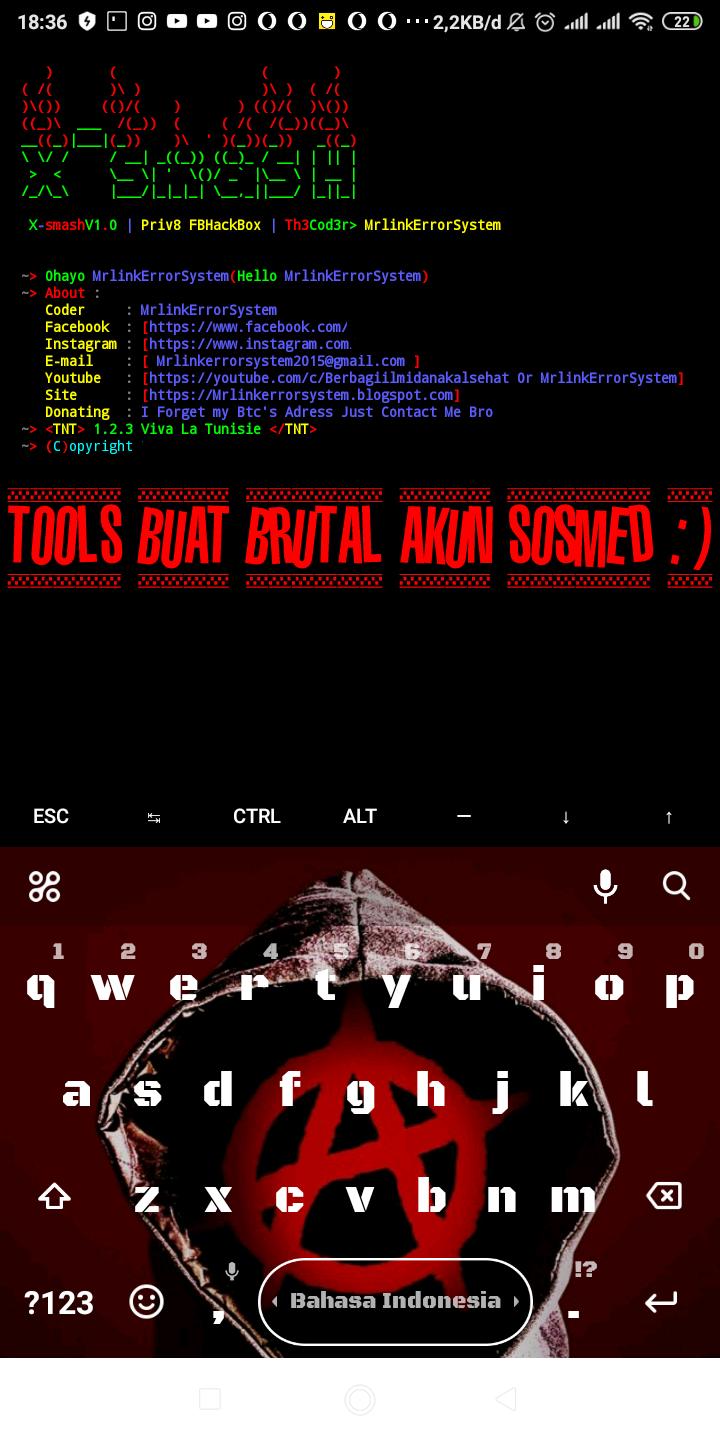 18:36 2,2KB/d 22
X-smash
X-smashV1.0 | Priv8 FBHackBox | Th3Cod3r> MrlinkErrorSystem
~> Ohayo MrlinkErrorSystem(Hello MrlinkErrorSystem)
~> About :
Coder : MrlinkErrorSystem
Facebook : [https://www.facebook.com/
Instagram : [https://www.instagram.com.
E-mail : [ Mrlinkerrorsystem2015@gmail.com ]
Youtube : [https://youtube.com/c/Berbagiilmidanakalsehat Or MrlinkErrorSystem]
Site : [https://Mrlinkerrorsystem.blogspot.com]
Donating : I Forget my Btc's Adress Just Contact Me Bro
~> <TNT> 1.2.3 Viva La Tunisie </TNT>
~> (C)opyright
TOOLS BUAT BRUTAL AKUN SOSMED :)
ESC ↹ CTRL ALT — ↓ ↑
1 2 3 4 5 6 7 8 9 0
q w e r t y u i o p
a s d f g h j k l
z x c v b n m
!?
?123 , Bahasa Indonesia .